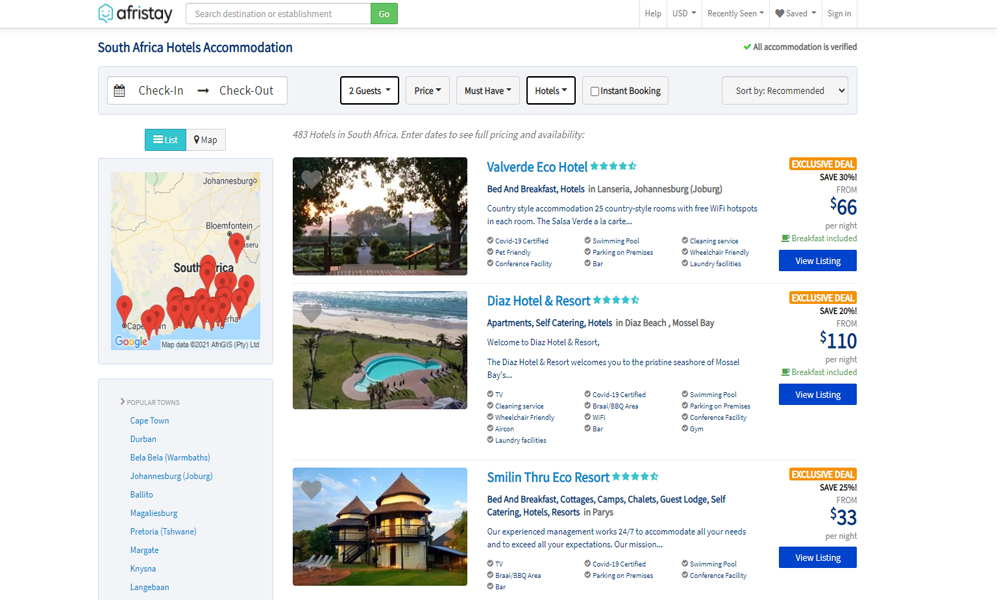 afristay
Search destination or establishment
Go
Help
USD
Recently Seen
Saved
Sign in
South Africa Hotels Accommodation
All accommodation is verified
Check-In → Check-Out
2 Guests
Price
Must Have
Hotels
Instant Booking
Sort by: Recommended
List
Map
483 Hotels in South Africa. Enter dates to see full pricing and availability:
Johannesburg
Bloemfontein
Google
Map data ©2021 AfriGIS (Pty) Ltd
POPULAR TOWNS
Cape Town
Durban
Bela Bela (Warmbaths)
Johannesburg (Joburg)
Ballito
Magaliesburg
Pretoria (Tshwane)
Margate
Knysna
Langebaan
Valverde Eco Hotel
Bed And Breakfast, Hotels in Lanseria, Johannesburg (Joburg)
Country style accommodation 25 country-style rooms with free WiFi hotspots
in each room. The Salsa Verde a la carte...
Covid-19 Certified
Swimming Pool
Cleaning service
Pet Friendly
Parking on Premises
Wheelchair Friendly
Conference Facility
Bar
Laundry facilities
EXCLUSIVE DEAL
SAVE 30%!
FROM
$66
per night
Breakfast included
View Listing
Diaz Hotel & Resort
Apartments, Self Catering, Hotels in Diaz Beach , Mossel Bay
Welcome to Diaz Hotel & Resort,
The Diaz Hotel & Resort welcomes you to the pristine seashore of Mossel
Bay's...
TV
Covid-19 Certified
Swimming Pool
Cleaning service
Braai/BBQ Area
Parking on Premises
Wheelchair Friendly
WiFi
Conference Facility
Aircon
Bar
Gym
Laundry facilities
EXCLUSIVE DEAL
SAVE 20%!
FROM
$110
per night
Breakfast included
View Listing
Smilin Thru Eco Resort
Bed And Breakfast, Cottages, Camps, Chalets, Guest Lodge, Self
Catering, Hotels, Resorts in Parys
Our experienced management works 24/7 to accommodate all your needs
and to exceed all your expectations. Our mission...
TV
Covid-19 Certified
Swimming Pool
Braai/BBQ Area
Parking on Premises
Conference Facility
Bar
EXCLUSIVE DEAL
SAVE 25%!
FROM
$33
per night
View Listing